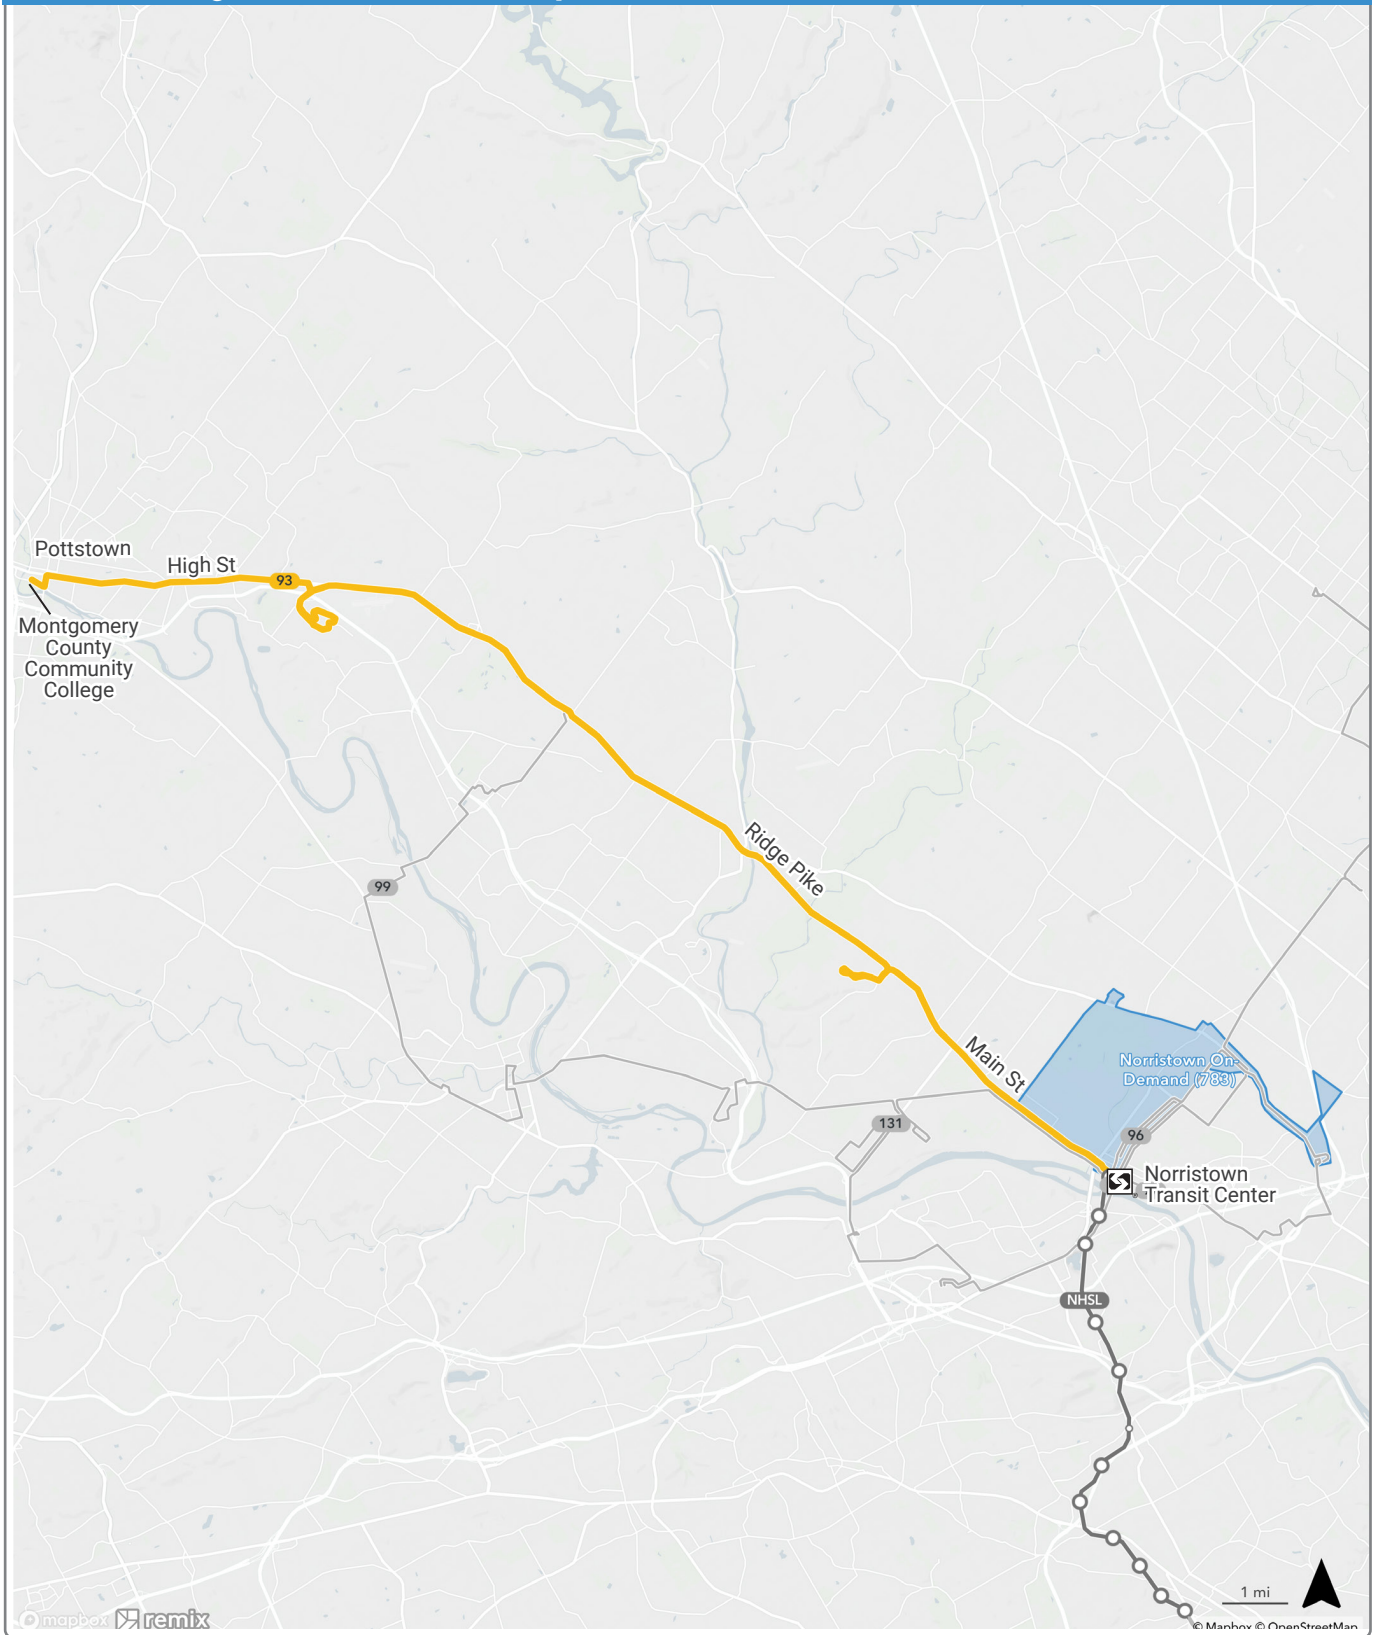 Pottstown
High St
93
Montgomery
County
Community
College
Ridge Pike
99
Main St
Norristown On-
Demand (783)
131
96
Norristown
Transit Center
NHSL
1 mi
mapbox remix
© Mapbox © OpenStreetMap